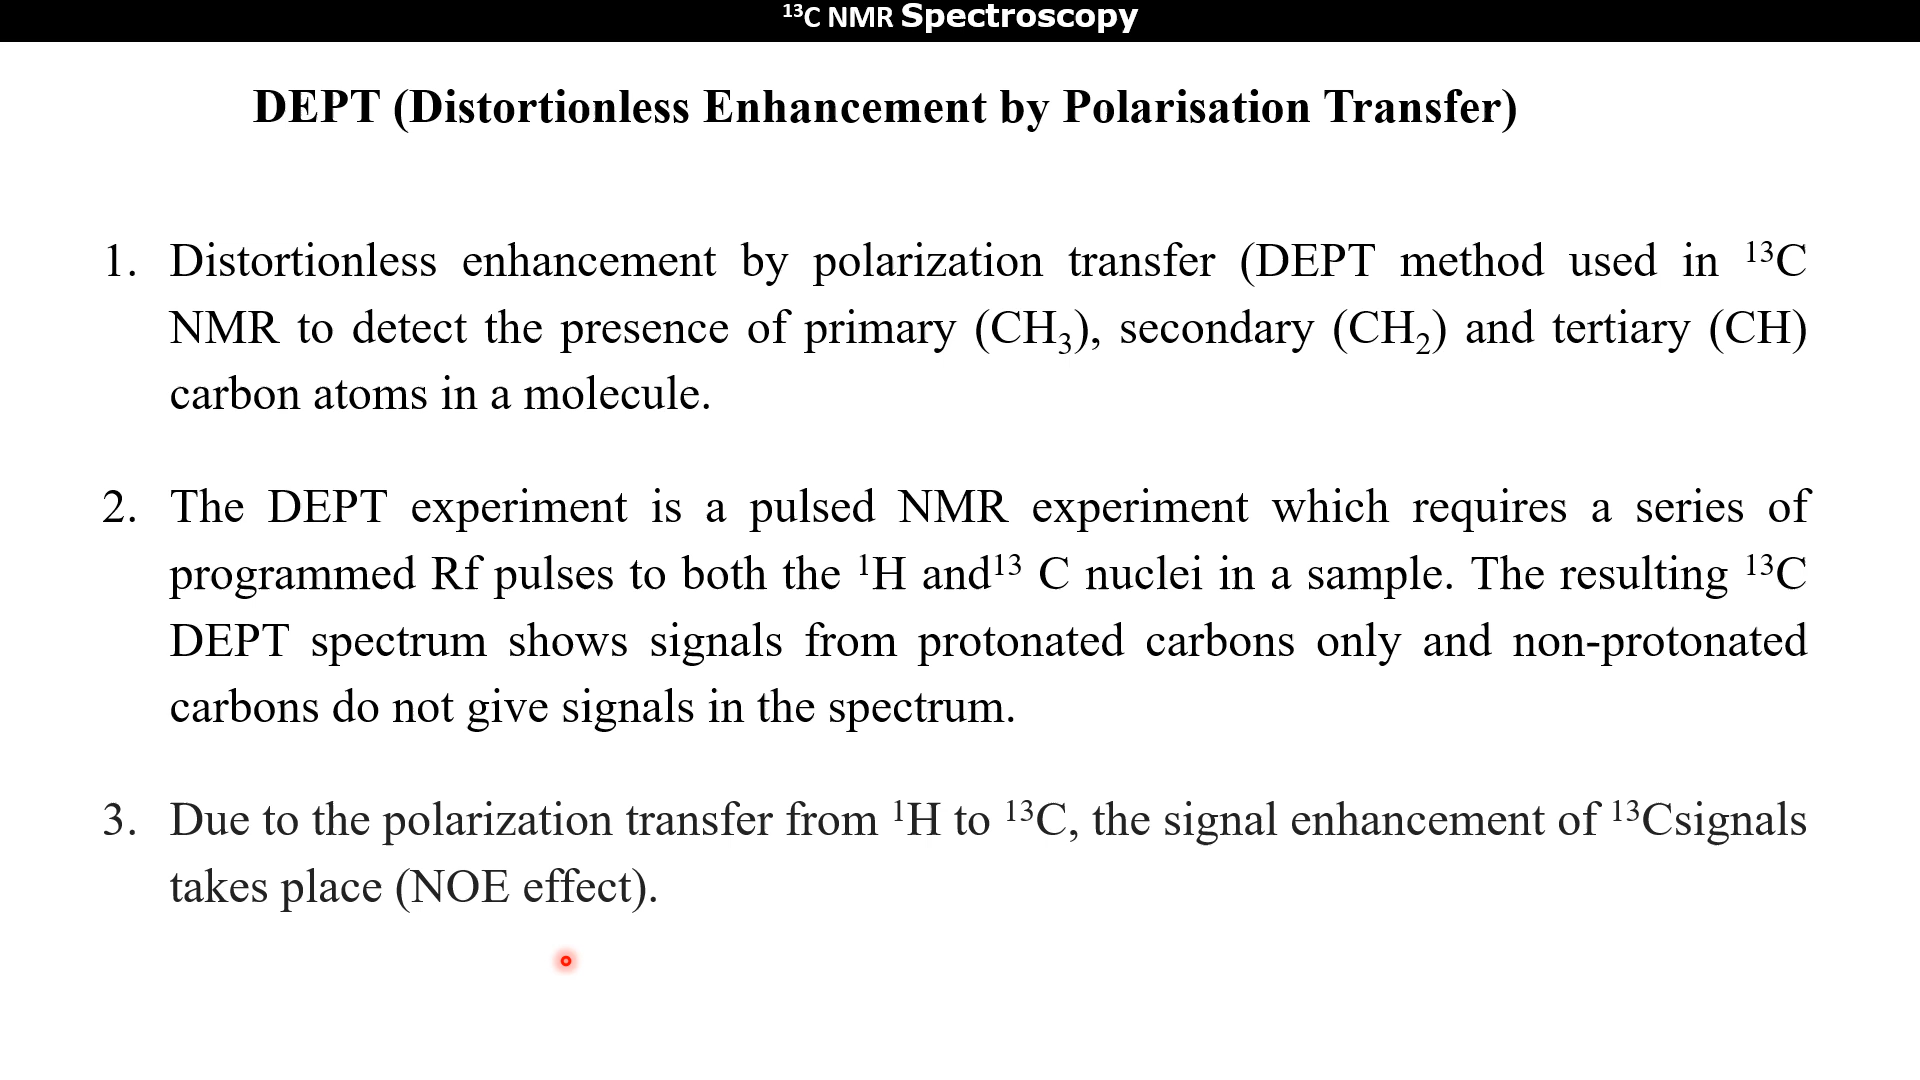 ¹³C NMR Spectroscopy
DEPT (Distortionless Enhancement by Polarisation Transfer)
1. Distortionless enhancement by polarization transfer (DEPT method used in ¹³C
NMR to detect the presence of primary (CH₃), secondary (CH₂) and tertiary (CH)
carbon atoms in a molecule.
2. The DEPT experiment is a pulsed NMR experiment which requires a series of
programmed Rf pulses to both the ¹H and¹³ C nuclei in a sample. The resulting ¹³C
DEPT spectrum shows signals from protonated carbons only and non-protonated
carbons do not give signals in the spectrum.
3. Due to the polarization transfer from ¹H to ¹³C, the signal enhancement of ¹³Csignals
takes place (NOE effect).